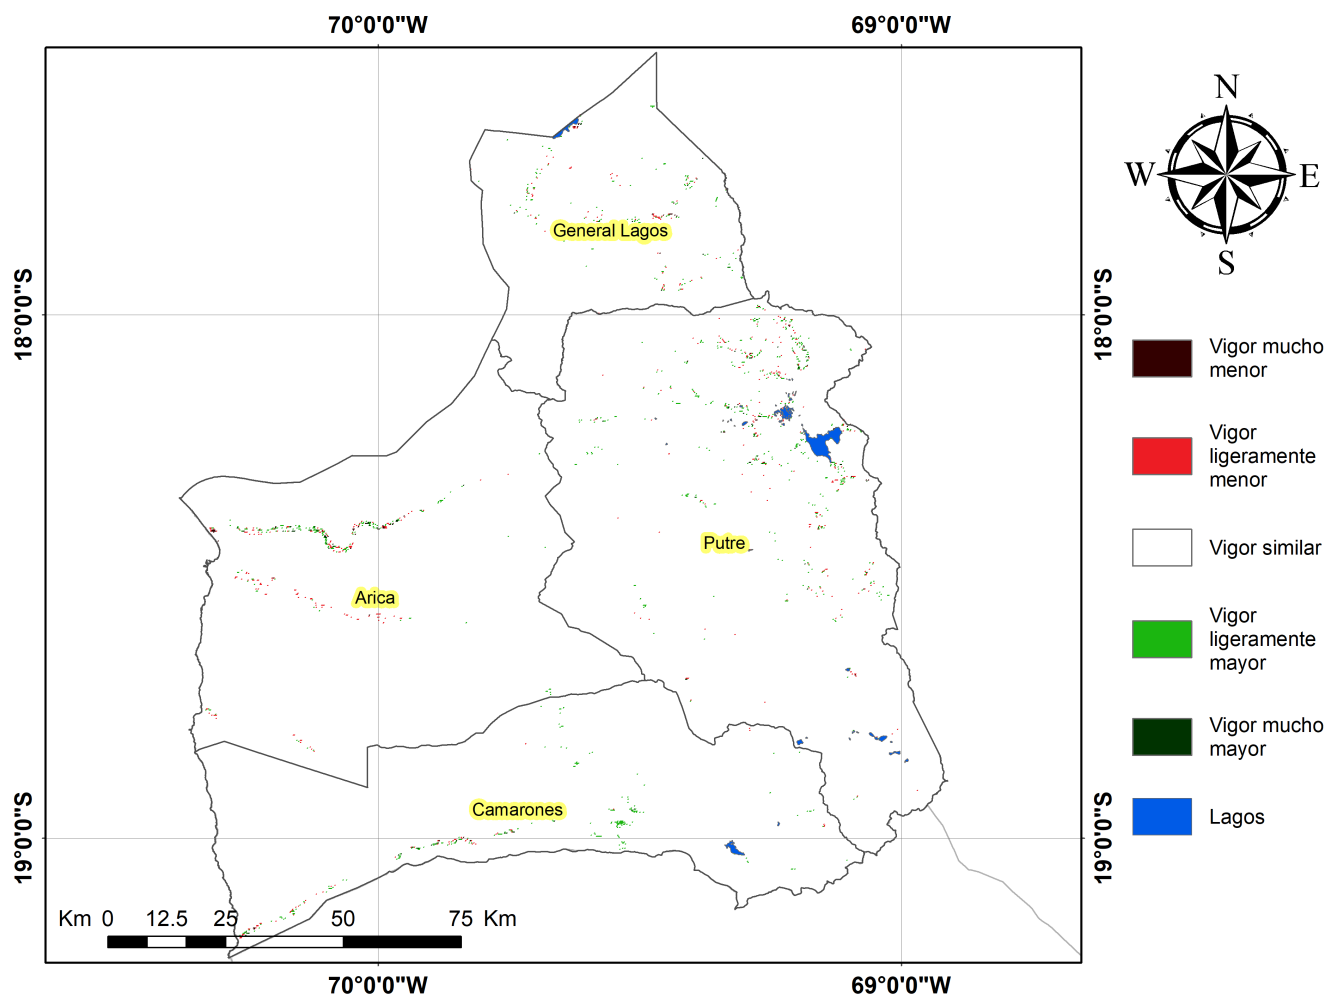 70°0'0"W
69°0'0"W
N
W
E
S
18°0'0"S
18°0'0"S
General Lagos
Putre
Arica
Camarones
Vigor mucho
menor
Vigor
ligeramente
menor
Vigor similar
Vigor
ligeramente
mayor
Vigor mucho
mayor
Lagos
19°0'0"S
19°0'0"S
Km 0 12.5 25 50 75 Km
70°0'0"W
69°0'0"W